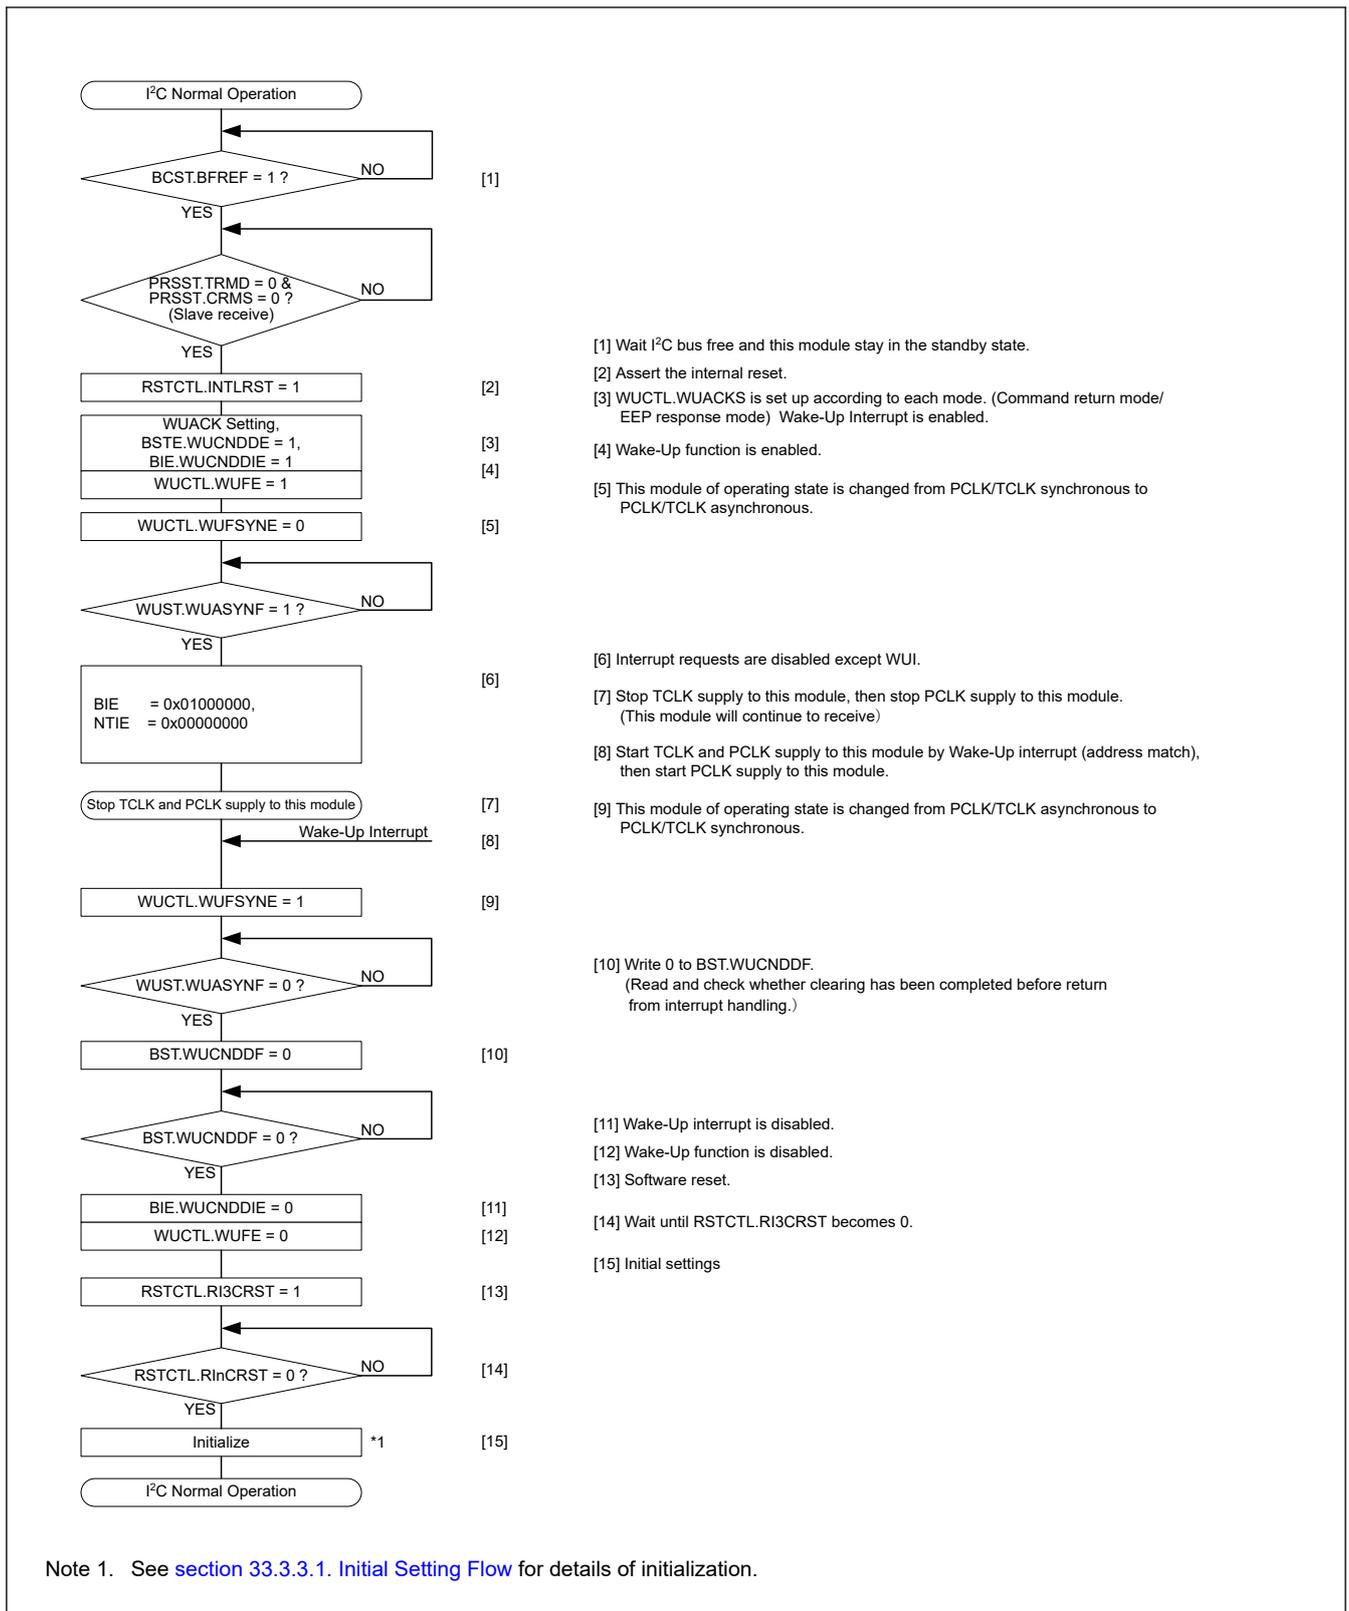 I²C Normal Operation
BCST.BFREF = 1 ?
NO
[1]
YES
PRSST.TRMD = 0 &
PRSST.CRMS = 0 ?
(Slave receive)
NO
YES
RSTCTL.INTLRST = 1
[2]
WUACK Setting,
BSTE.WUCNDDE = 1,
BIE.WUCNDDIE = 1
[3]
[4]
WUCTL.WUFE = 1
WUCTL.WUFSYNE = 0
[5]
WUST.WUASYNF = 1 ?
NO
YES
[6]
BIE = 0x01000000,
NTIE = 0x00000000
Stop TCLK and PCLK supply to this module
[7]
Wake-Up Interrupt
[8]
WUCTL.WUFSYNE = 1
[9]
WUST.WUASYNF = 0 ?
NO
YES
BST.WUCNDDF = 0
[10]
BST.WUCNDDF = 0 ?
NO
YES
BIE.WUCNDDIE = 0
[11]
WUCTL.WUFE = 0
[12]
RSTCTL.RI3CRST = 1
[13]
RSTCTL.RInCRST = 0 ?
NO
[14]
YES
Initialize
*1
[15]
I²C Normal Operation
[1] Wait I²C bus free and this module stay in the standby state.
[2] Assert the internal reset.
[3] WUCTL.WUACKS is set up according to each mode. (Command return mode/
EEP response mode) Wake-Up Interrupt is enabled.
[4] Wake-Up function is enabled.
[5] This module of operating state is changed from PCLK/TCLK synchronous to
PCLK/TCLK asynchronous.
[6] Interrupt requests are disabled except WUI.
[7] Stop TCLK supply to this module, then stop PCLK supply to this module.
(This module will continue to receive）
[8] Start TCLK and PCLK supply to this module by Wake-Up interrupt (address match),
then start PCLK supply to this module.
[9] This module of operating state is changed from PCLK/TCLK asynchronous to
PCLK/TCLK synchronous.
[10] Write 0 to BST.WUCNDDF.
(Read and check whether clearing has been completed before return
from interrupt handling.）
[11] Wake-Up interrupt is disabled.
[12] Wake-Up function is disabled.
[13] Software reset.
[14] Wait until RSTCTL.RI3CRST becomes 0.
[15] Initial settings
Note 1. See section 33.3.3.1. Initial Setting Flow for details of initialization.